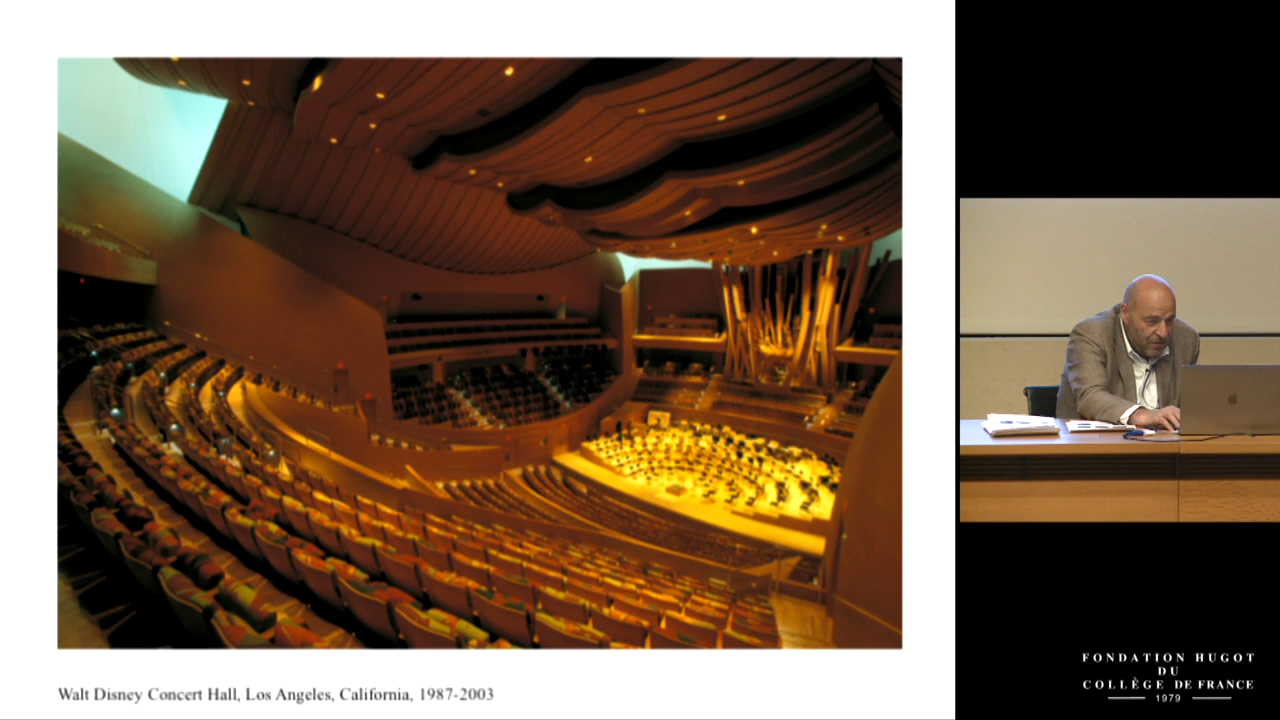 Walt Disney Concert Hall, Los Angeles, California, 1987-2003
FONDATION HUGOT
DU
COLLÈGE DE FRANCE
1979